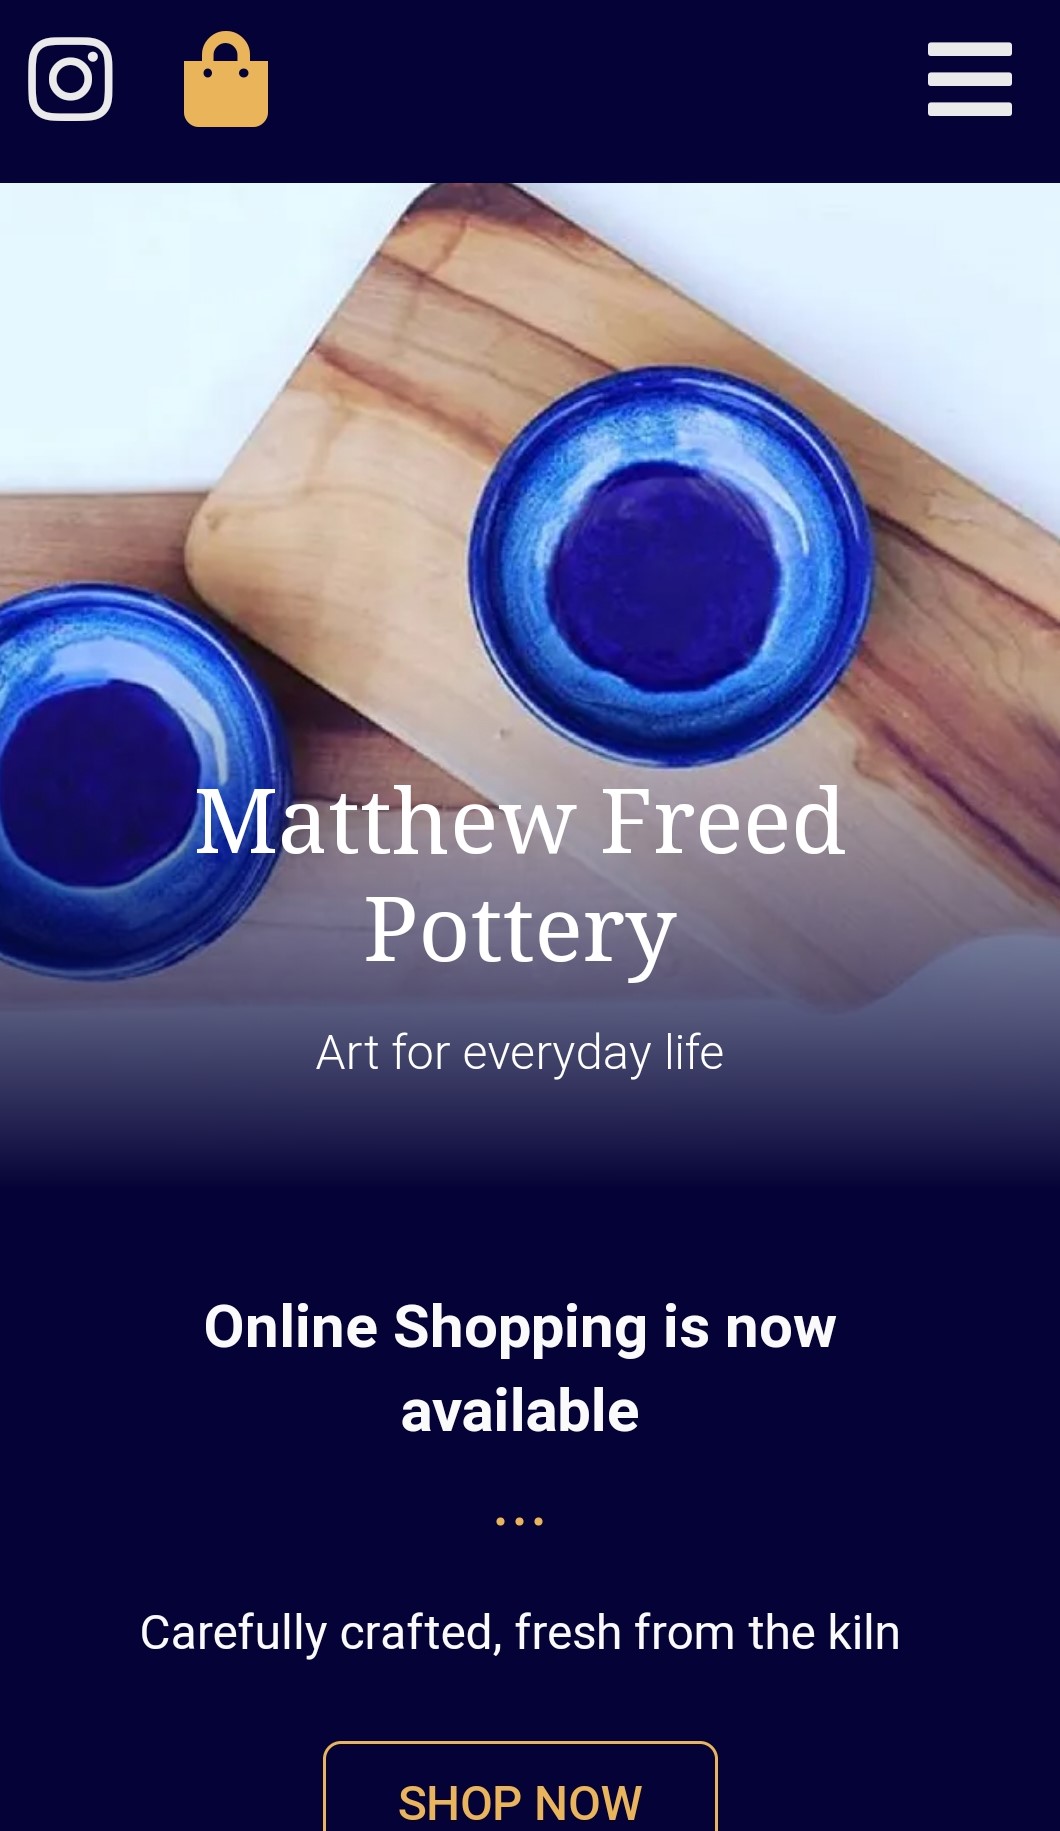 Matthew Freed
Pottery
Art for everyday life
Online Shopping is now
available
...
Carefully crafted, fresh from the kiln
SHOP NOW